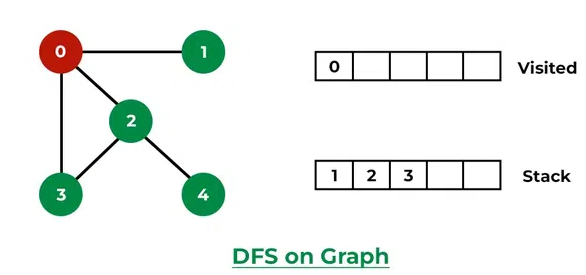 0 1
0 Visited
2
1 2 3 Stack
3 4
DFS on Graph